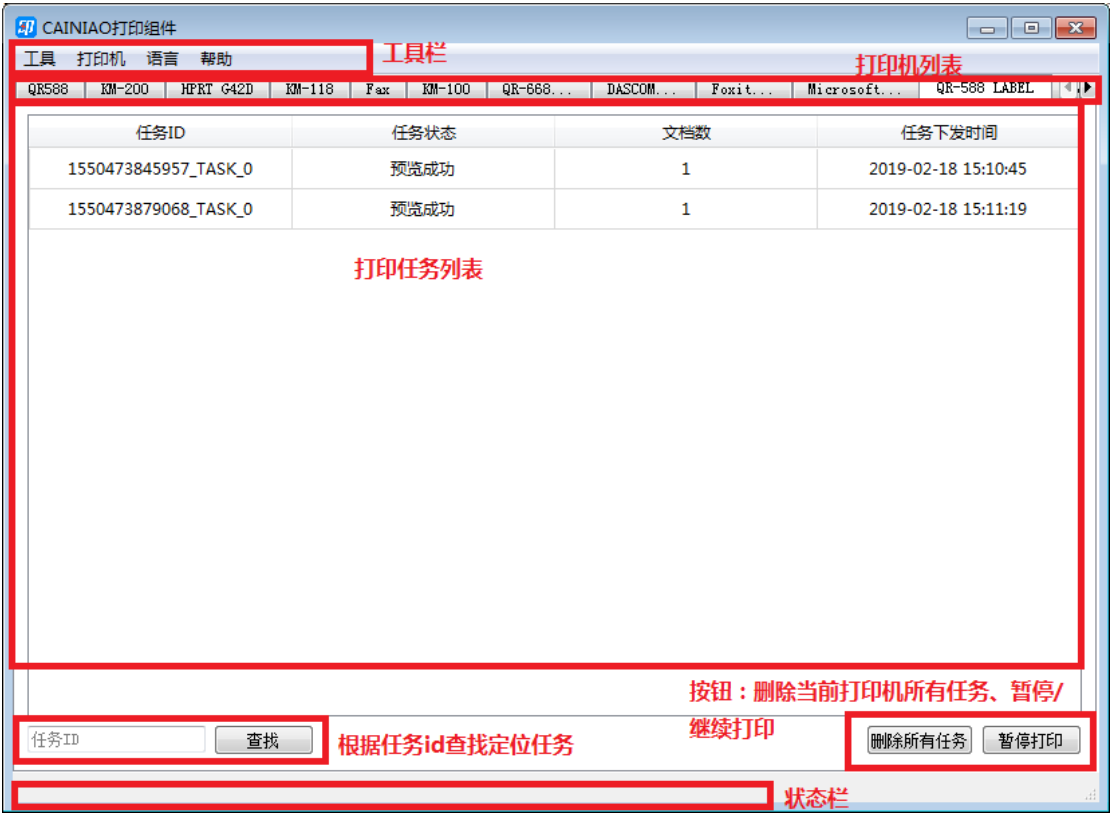 CAINIAO打印组件
工具 打印机 语言 帮助
工具栏
打印机列表
QR588 KM-200 HPRT G42D KM-118 Fax KM-100 QR-668... DASCOM... Foxit... Microsoft... QR-588 LABEL
任务ID 任务状态 文档数 任务下发时间
1550473845957_TASK_0 预览成功 1 2019-02-18 15:10:45
1550473879068_TASK_0 预览成功 1 2019-02-18 15:11:19
打印任务列表
按钮：删除当前打印机所有任务、暂停/
继续打印
任务ID 查找
根据任务id查找定位任务
删除所有任务 暂停打印
状态栏